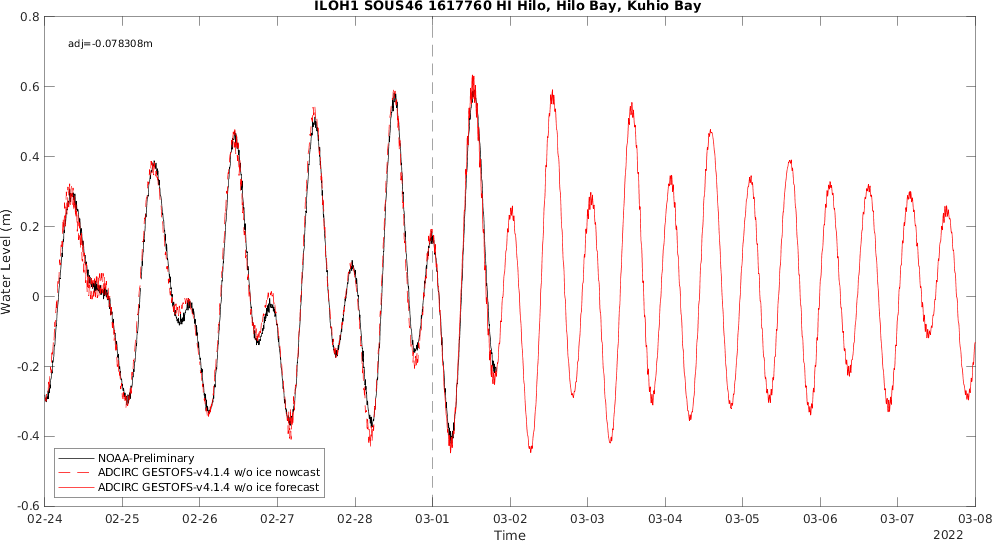 ILOH1 SOUS46 1617760 HI Hilo, Hilo Bay, Kuhio Bay
adj=-0.078308m
0.8
0.6
0.4
0.2
0
-0.2
-0.4
-0.6
Water Level (m)
NOAA-Preliminary
ADCIRC GESTOFS-v4.1.4 w/o ice nowcast
ADCIRC GESTOFS-v4.1.4 w/o ice forecast
02-24 02-25 02-26 02-27 02-28 03-01 03-02 03-03 03-04 03-05 03-06 03-07 03-08
Time
2022